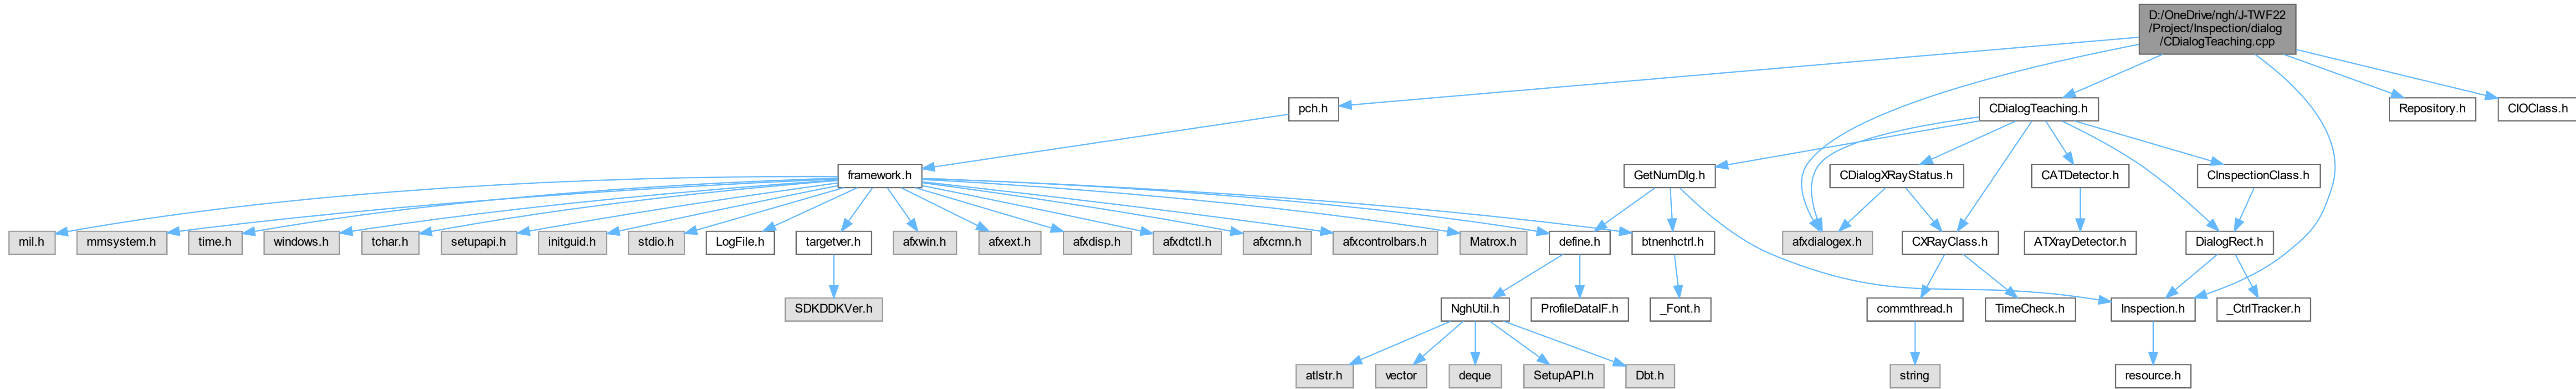 D:/OneDrive/ngh/J-TWF22
/Project/Inspection/dialog
/CDialogTeaching.cpp
pch.h
CDialogTeaching.h
Repository.h
CIOClass.h
framework.h
GetNumDlg.h
CDialogXRayStatus.h
CATDetector.h
CInspectionClass.h
mil.h
mmsystem.h
time.h
windows.h
tchar.h
setupapi.h
initguid.h
stdio.h
LogFile.h
targetver.h
afxwin.h
afxext.h
afxdisp.h
afxdtctl.h
afxcmn.h
afxcontrolbars.h
Matrox.h
define.h
btnenhctrl.h
afxdialogex.h
CXRayClass.h
ATXrayDetector.h
DialogRect.h
SDKDDKVer.h
NghUtil.h
ProfileDataIF.h
_Font.h
commthread.h
TimeCheck.h
Inspection.h
_CtrlTracker.h
atlstr.h
vector
deque
SetupAPI.h
Dbt.h
string
resource.h